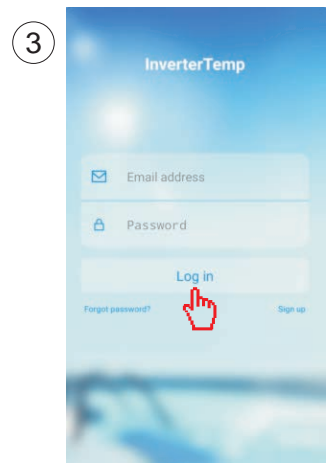 3
InverterTemp
Email address
Password
Log in
Forgot password? Sign up